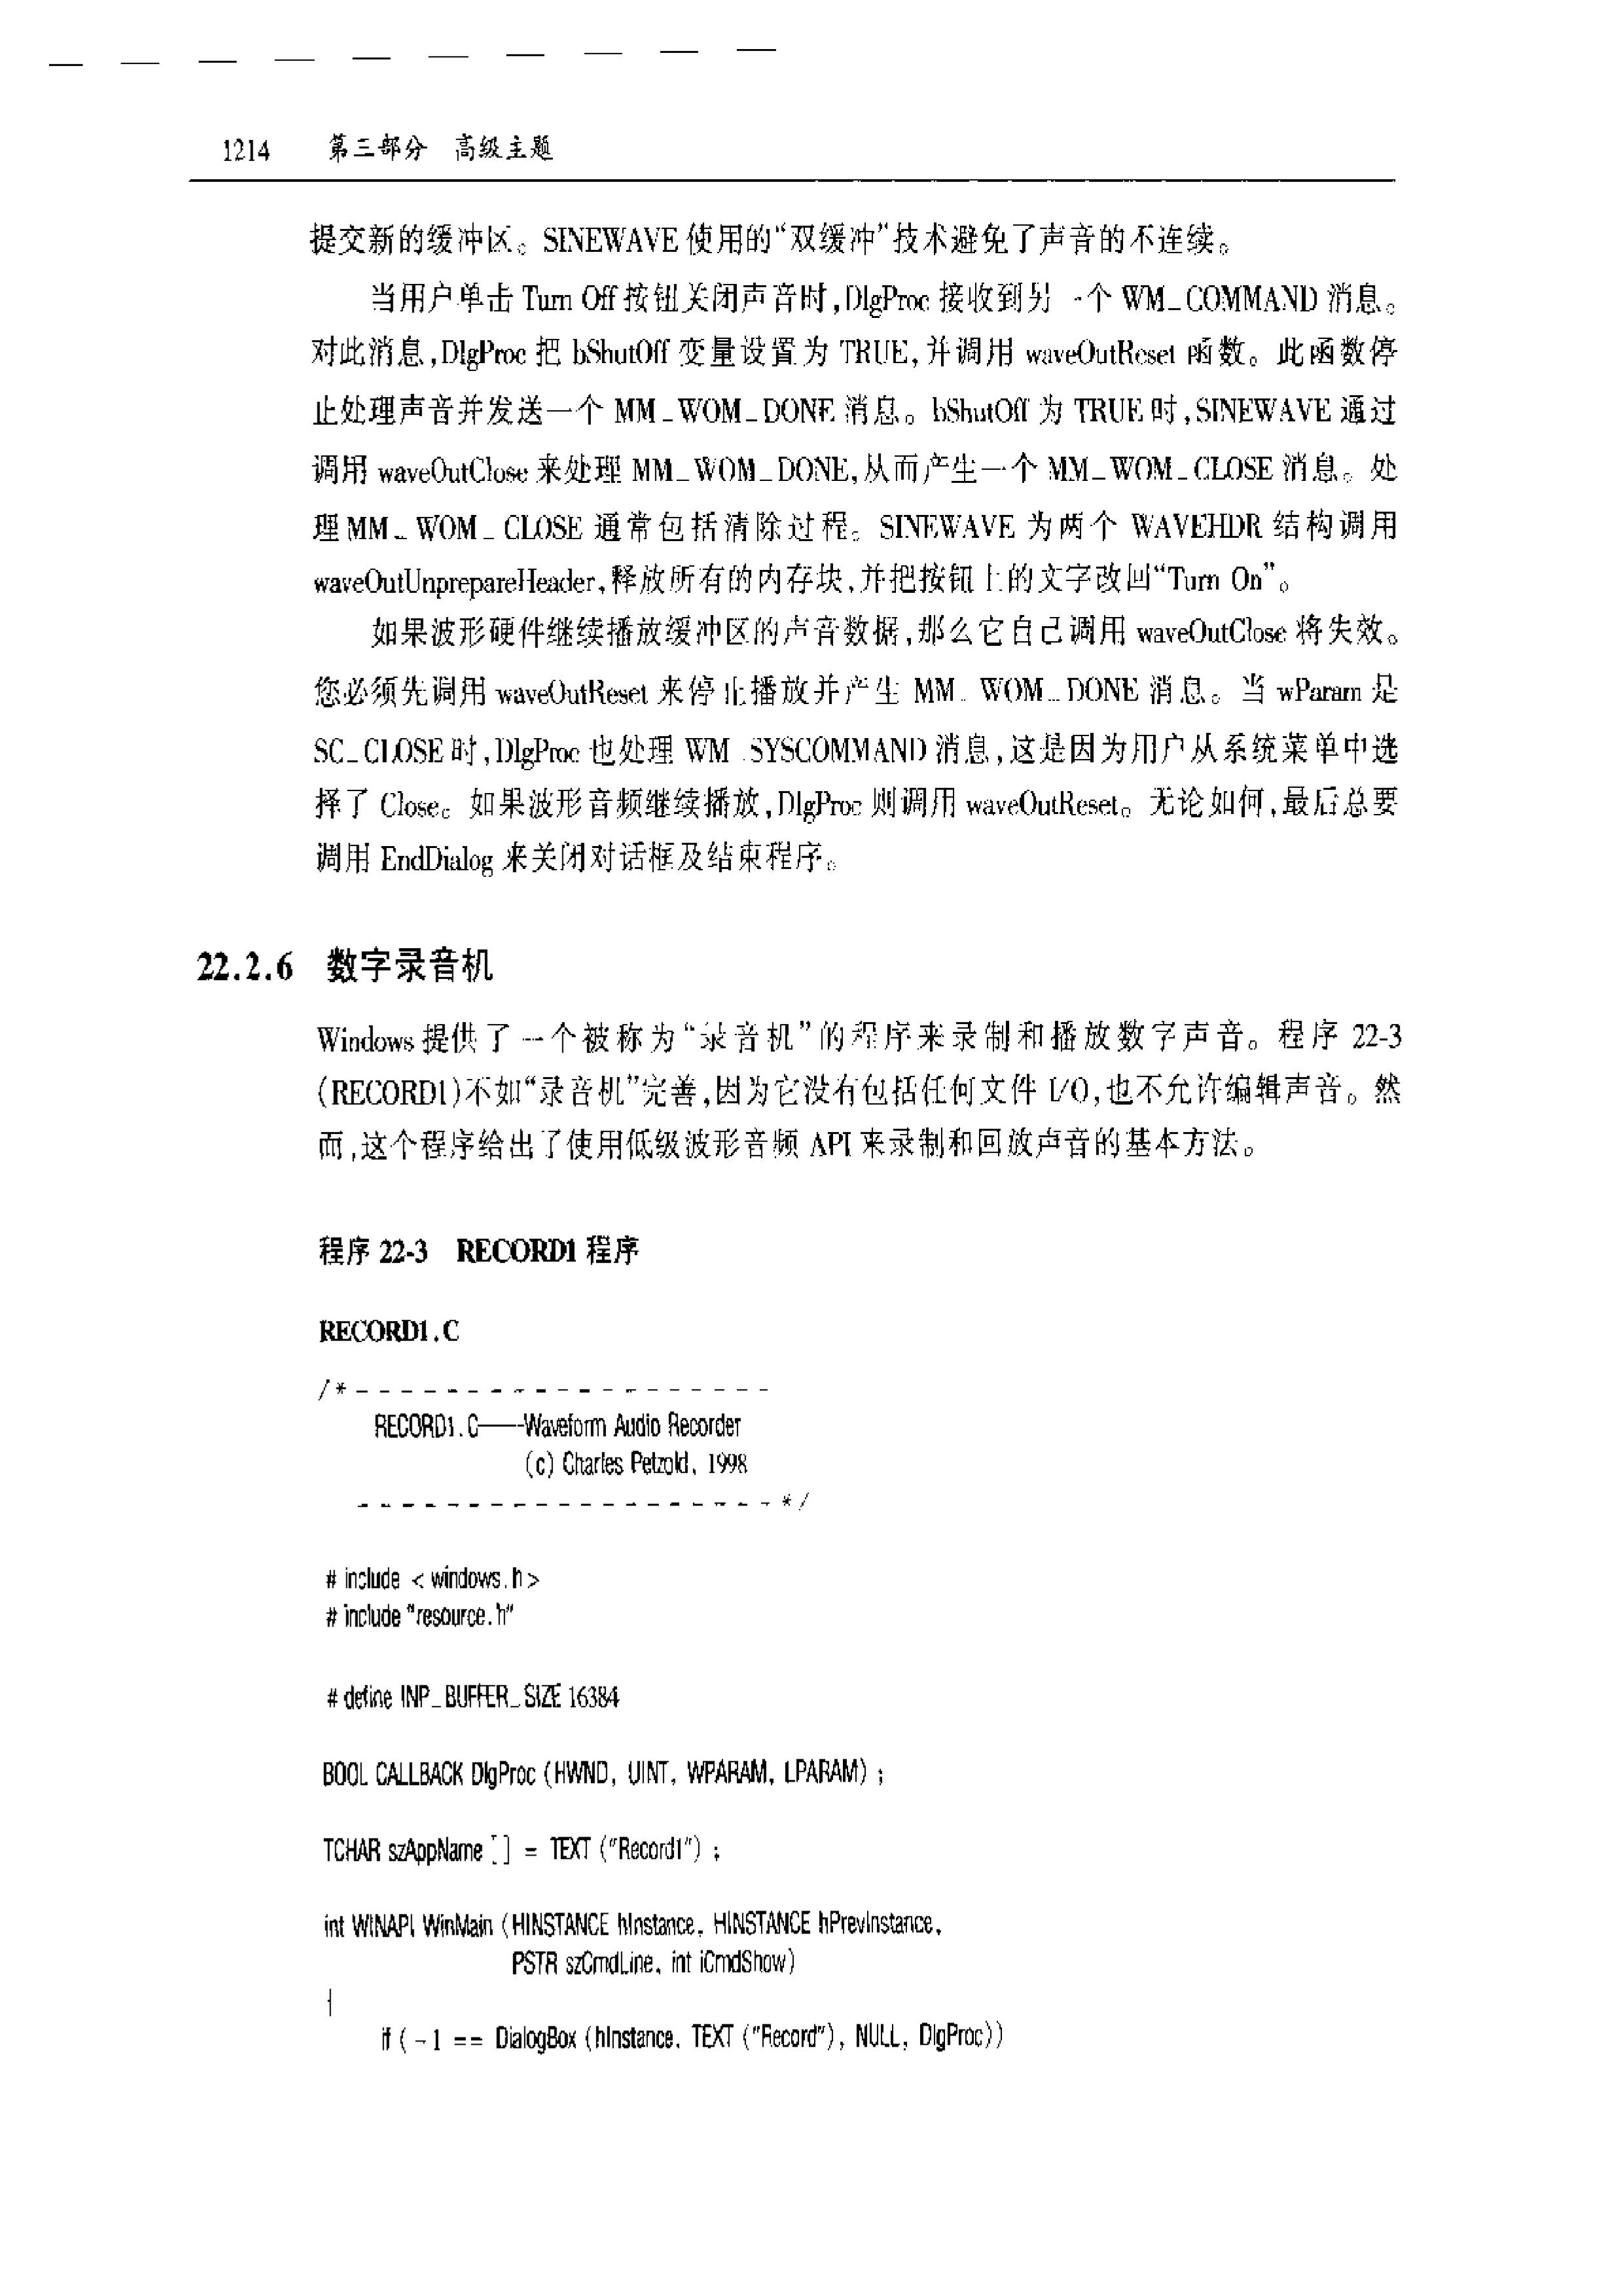 1214 第三部分 高级主题
提交新的缓冲区。SINEWAVE 使用的“双缓冲”技术避免了声音的不连续。
当用户单击 Turn Off 按钮关闭声音时,DlgProc 接收到另一个 WM_COMMAND 消息。
对此消息,DlgProc 把 bShutOff 变量设置为 TRUE,并调用 waveOutReset 函数。此函数停
止处理声音并发送一个 MM_WOM_DONE 消息。bShutOff 为 TRUE 时,SINEWAVE 通过
调用 waveOutClose 来处理 MM_WOM_DONE,从而产生一个 MM_WOM_CLOSE 消息。处
理 MM_WOM_CLOSE 通常包括清除过程。SINEWAVE 为两个 WAVEHDR 结构调用
waveOutUnprepareHeader,释放所有的内存块,并把按钮上的文字改回“Turn On”。
如果波形硬件继续播放缓冲区的声音数据,那么它自己调用 waveOutClose 将失效。
您必须先调用 waveOutReset 来停止播放并产生 MM_WOM_DONE 消息。当 wParam 是
SC_CLOSE 时,DlgProc 也处理 WM_SYSCOMMAND 消息,这是因为用户从系统菜单中选
择了 Close。如果波形音频继续播放,DlgProc 则调用 waveOutReset。无论如何,最后总要
调用 EndDialog 来关闭对话框及结束程序。
22.2.6 数字录音机
Windows 提供了一个被称为“录音机”的程序来录制和播放数字声音。程序 22-3
(RECORD1)不如“录音机”完善,因为它没有包括任何文件 I/O,也不允许编辑声音。然
而,这个程序给出了使用低级波形音频 API 来录制和回放声音的基本方法。
程序 22-3 RECORD1 程序
RECORD1.C
/*- - - - - - - - - - - - - - - - - - -
RECORD1.C——Waveform Audio Recorder
(c) Charles Petzold, 1998
- - - - - - - - - - - - - - - - - - -*/
# include < windows.h >
# include "resource.h"
# define INP_BUFFER_SIZE 16384
BOOL CALLBACK DlgProc (HWND, UINT, WPARAM, LPARAM) ;
TCHAR szAppName [] = TEXT ("Record1") ;
int WINAPI WinMain (HINSTANCE hInstance, HINSTANCE hPrevInstance,
PSTR szCmdLine, int iCmdShow)
{
if ( -1 == DialogBox (hInstance, TEXT ("Record"), NULL, DlgProc))